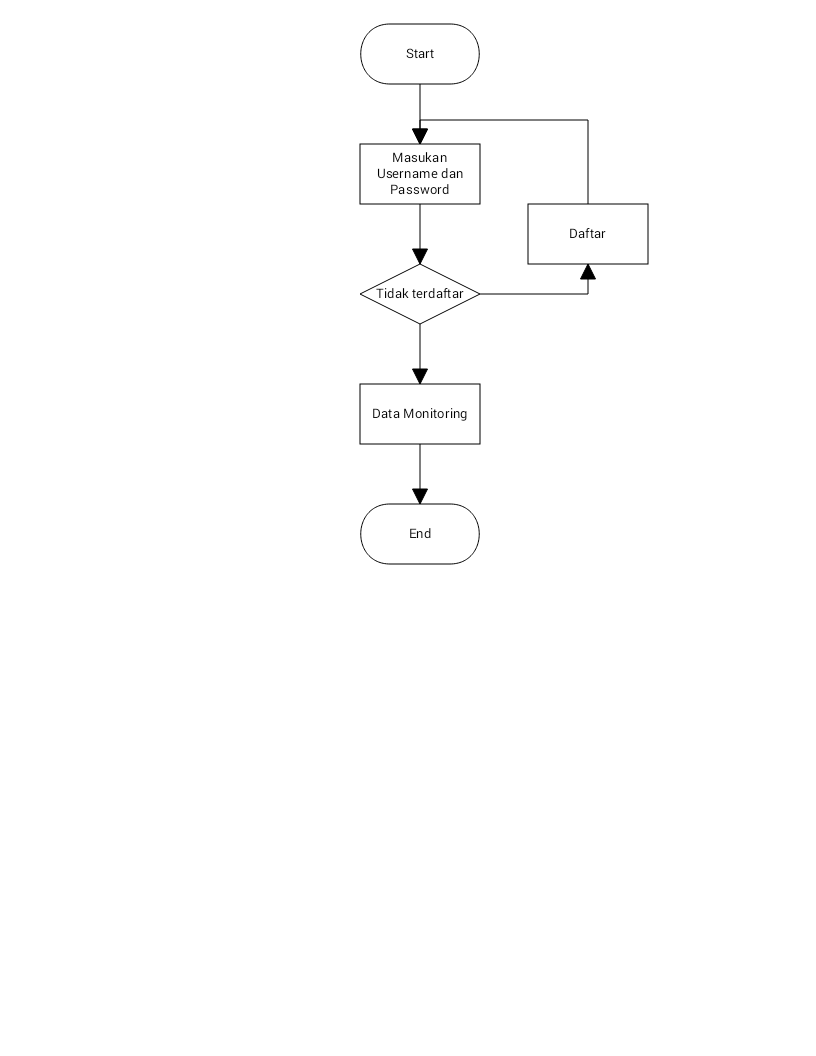 Start
Masukan
Username dan
Password
Daftar
Tidak terdaftar
Data Monitoring
End